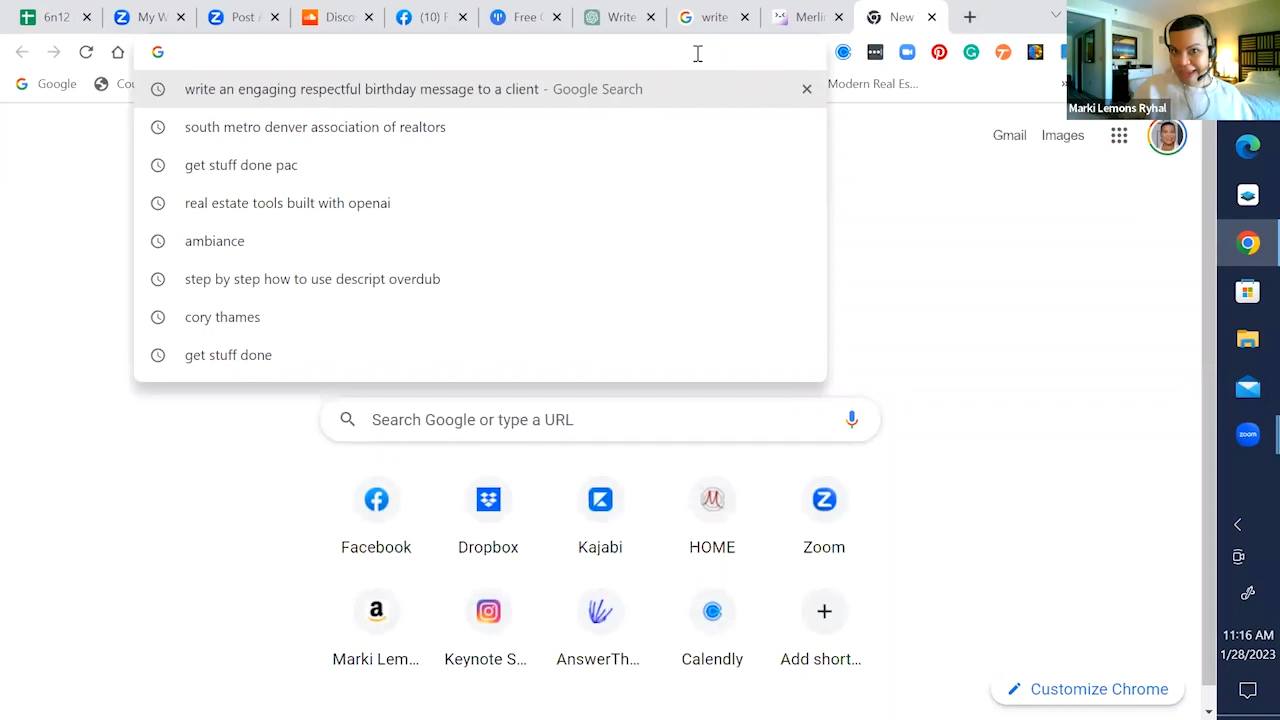 6n12
My W
Post A
Disco
(10) F
Free C
Write
write
Merlin
New
Google
Cou
Modern Real Es...
write an engaging respectful birthday message to a client - Google Search
south metro denver association of realtors
get stuff done pac
real estate tools built with openai
ambiance
step by step how to use descript overdub
cory thames
get stuff done
Marki Lemons Ryhal
Gmail
Images
Search Google or type a URL
Facebook
Dropbox
Kajabi
HOME
Zoom
Marki Lem...
Keynote S...
AnswerTh...
Calendly
Add short...
Customize Chrome
zoom
11:16 AM
1/28/2023